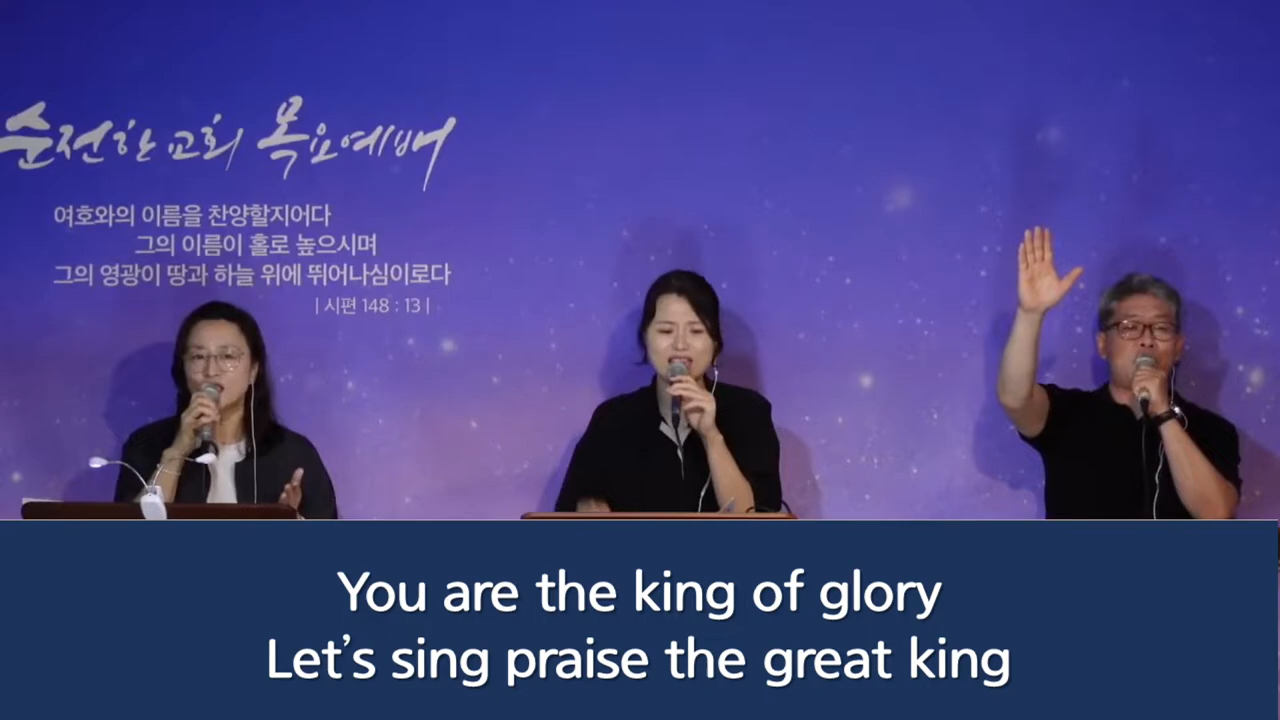 순전한 교회 목요예배
여호와의 이름을 찬양할지어다
그의 이름이 홀로 높으시며
그의 영광이 땅과 하늘 위에 뛰어나심이로다
| 시편 148 : 13 |
You are the king of glory
Let's sing praise the great king